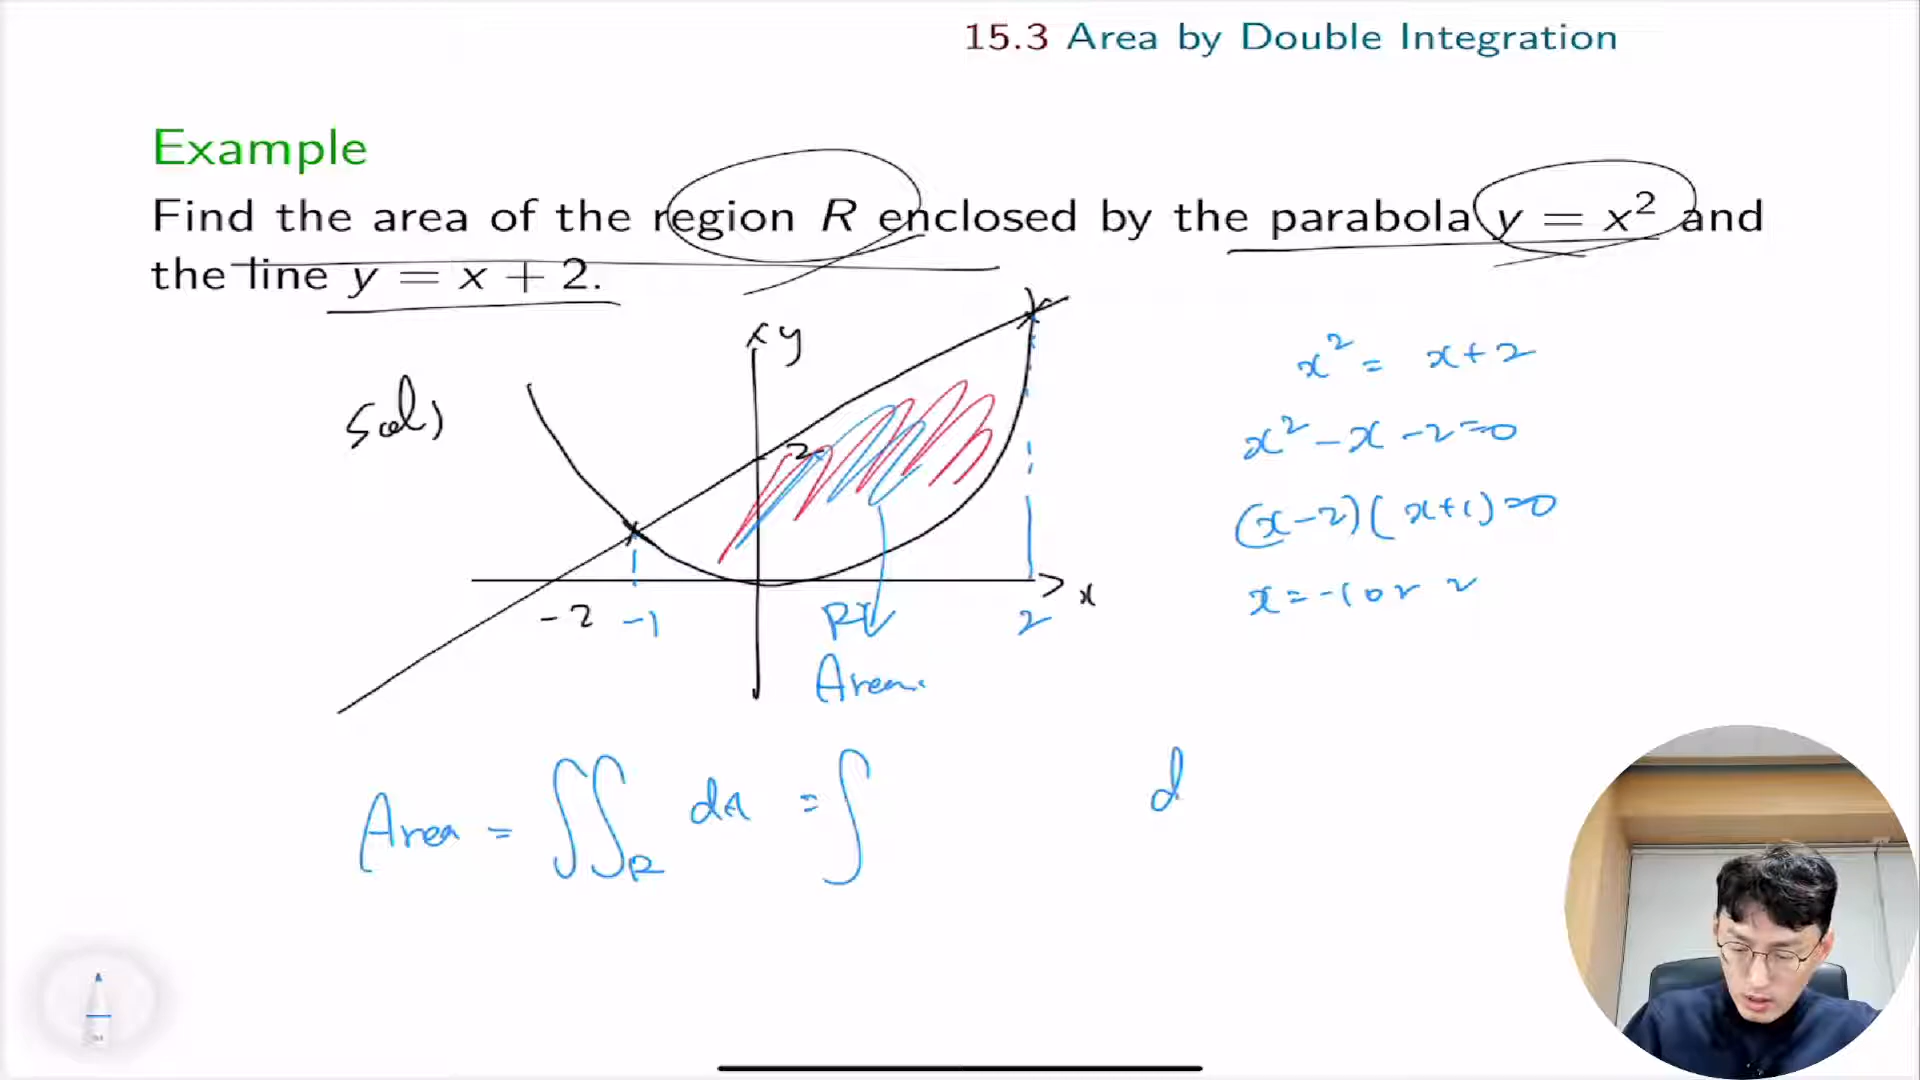 15.3 Area by Double Integration
Example
Find the area of the region R enclosed by the parabola y = x² and
the line y = x + 2.
Sol)
y
2
-2
-1
2
x
R
Area.
x² = x+2
x² - x - 2 = 0
(x-2)(x+1)=0
x = -1 or 2
Area = ∬_R dA = ∫ d